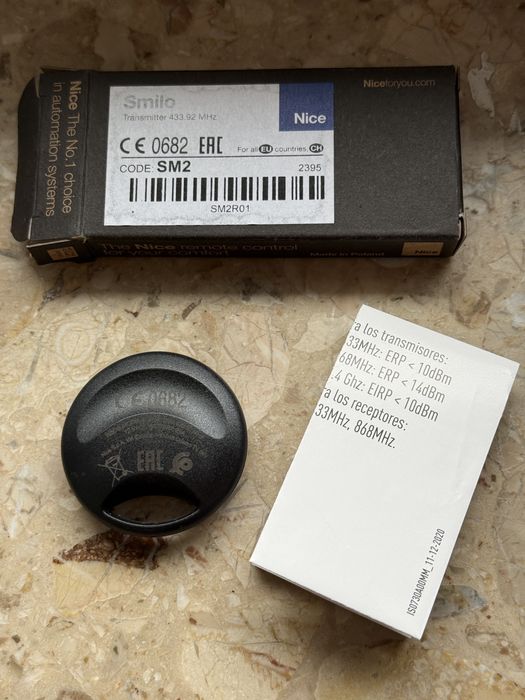 Nice The No.1 choice
in automation systems
Niceforyou.com
Smilo
Transmitter 433.92 MHz
Nice
CE 0682 EAC
For all EU countries, CH
CODE: SM2
2395
SM2R01
The Nice remote control
for your comfort
Made in Poland
Nice
CE 0682
EAC
ra los transmisores:
33MHz: ERP < 10dBm
68MHz: ERP < 14dBm
.4 Ghz: EIRP < 10dBm
ra los receptores:
33MHz, 868MHz.
IS0730A00MM_11-12-2020